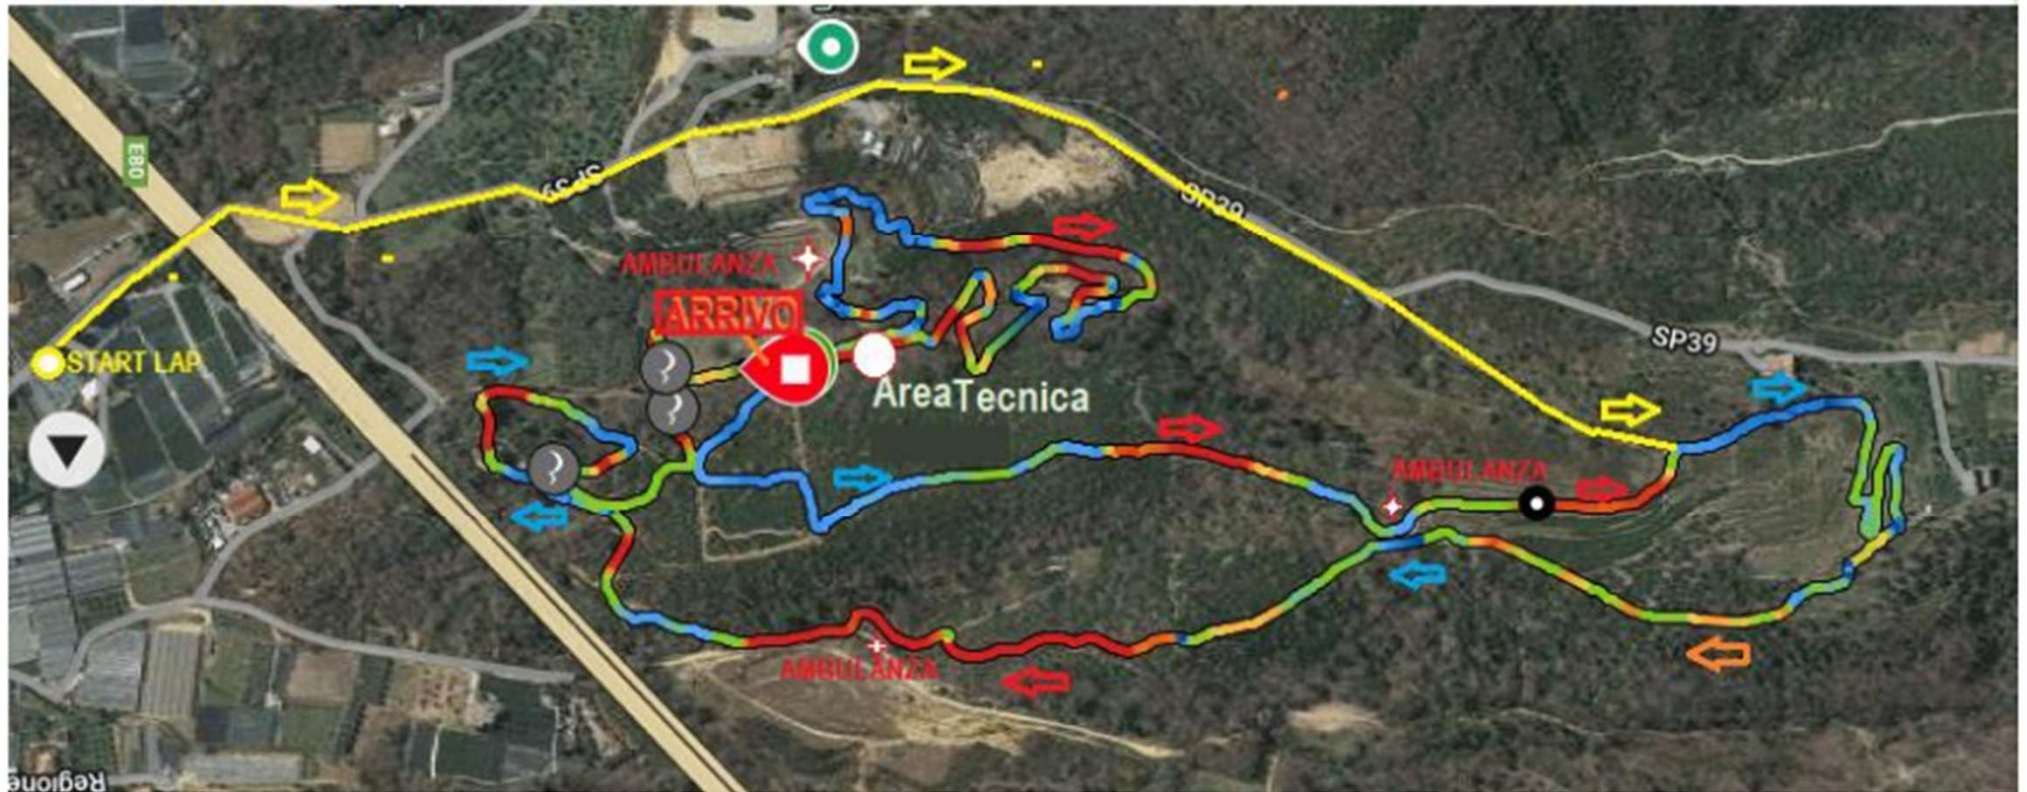 E80
SP39
SP39
AMBULANZA
ARRIVO
SP39
START LAP
AreaTecnica
AMBULANZA
AMBULANZA
Regione